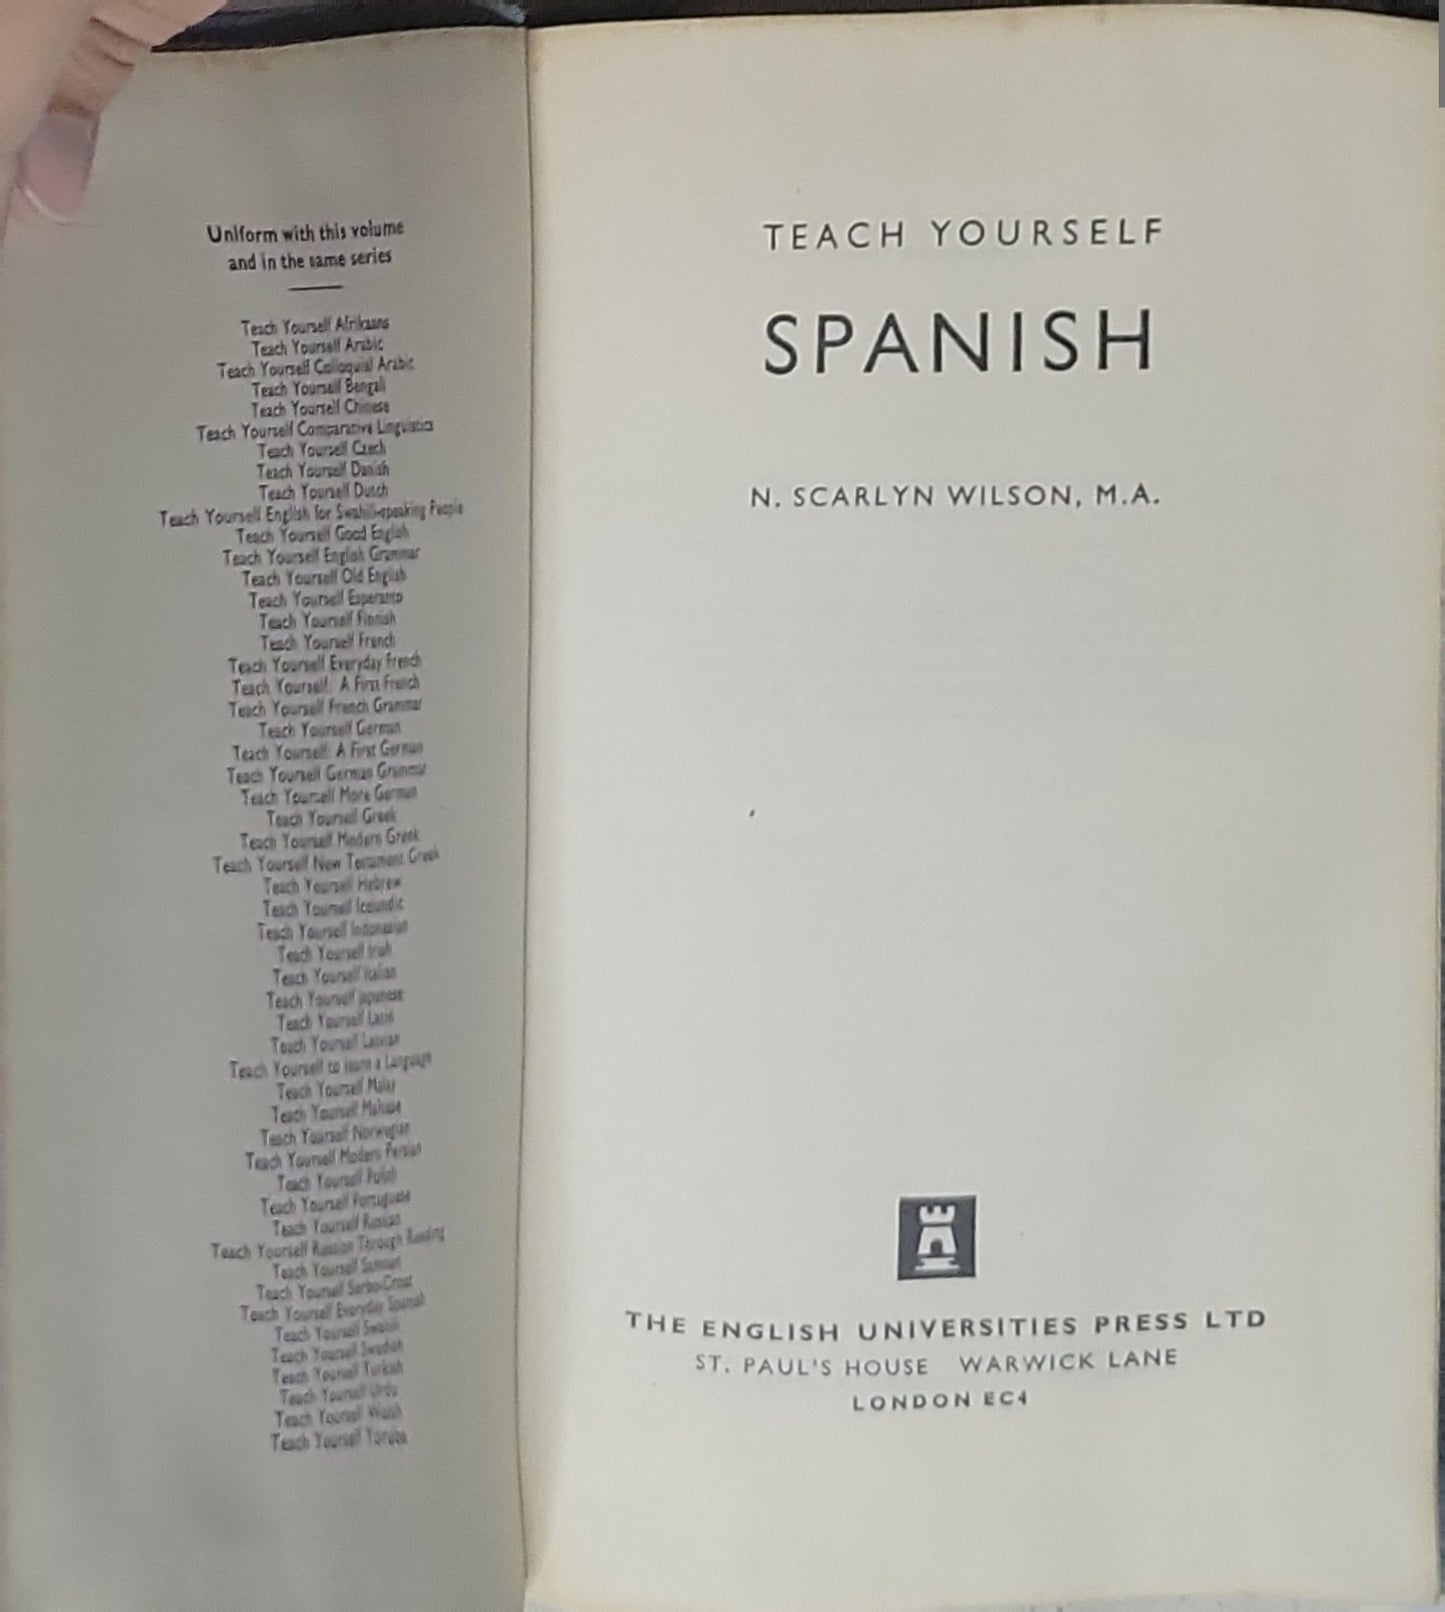 Uniform with this volume
and in the same series
Teach Yourself Afrikaans
Teach Yourself Arabic
Teach Yourself Colloquial Arabic
Teach Yourself Bengali
Teach Yourself Chinese
Teach Yourself Comparative Linguistics
Teach Yourself Czech
Teach Yourself Danish
Teach Yourself Dutch
Teach Yourself English for Swahili-speaking People
Teach Yourself Good English
Teach Yourself English Grammar
Teach Yourself Old English
Teach Yourself Esperanto
Teach Yourself Finnish
Teach Yourself French
Teach Yourself Everyday French
Teach Yourself: A First French
Teach Yourself French Grammar
Teach Yourself German
Teach Yourself: A First German
Teach Yourself German Grammar
Teach Yourself More German
Teach Yourself Greek
Teach Yourself Modern Greek
Teach Yourself New Testament Greek
Teach Yourself Hebrew
Teach Yourself Icelandic
Teach Yourself Indonesian
Teach Yourself Irish
Teach Yourself Italian
Teach Yourself Japanese
Teach Yourself Latin
Teach Yourself Latvian
Teach Yourself to learn a Language
Teach Yourself Malay
Teach Yourself Maltese
Teach Yourself Norwegian
Teach Yourself Modern Persian
Teach Yourself Polish
Teach Yourself Portuguese
Teach Yourself Russian
Teach Yourself Russian Through Reading
Teach Yourself Samoan
Teach Yourself Serbo-Croat
Teach Yourself Everyday Spanish
Teach Yourself Swahili
Teach Yourself Swedish
Teach Yourself Turkish
Teach Yourself Urdu
Teach Yourself Welsh
Teach Yourself Yoruba
TEACH YOURSELF
SPANISH
N. SCARLYN WILSON, M.A.
THE ENGLISH UNIVERSITIES PRESS LTD
ST. PAUL'S HOUSE WARWICK LANE
LONDON EC4